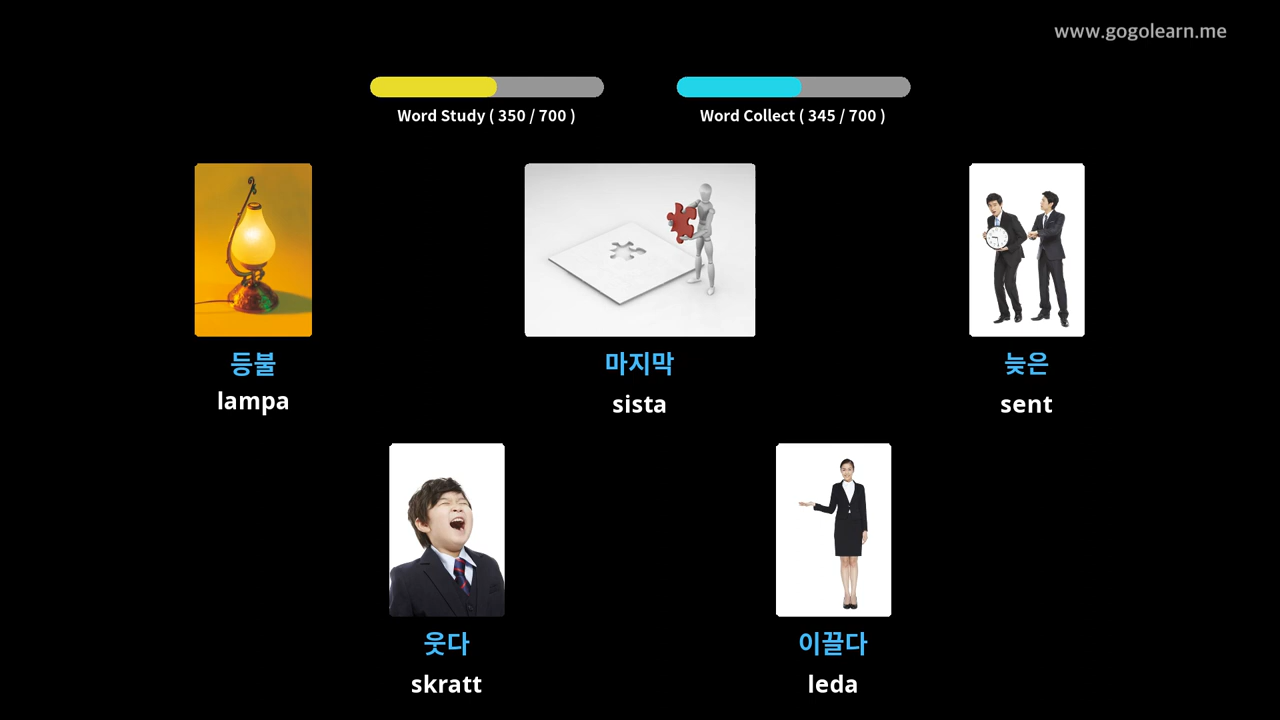 www.gogolearn.me
Word Study ( 350 / 700 )
Word Collect ( 345 / 700 )
등불
lampa
마지막
sista
늦은
sent
웃다
skratt
이끌다
leda